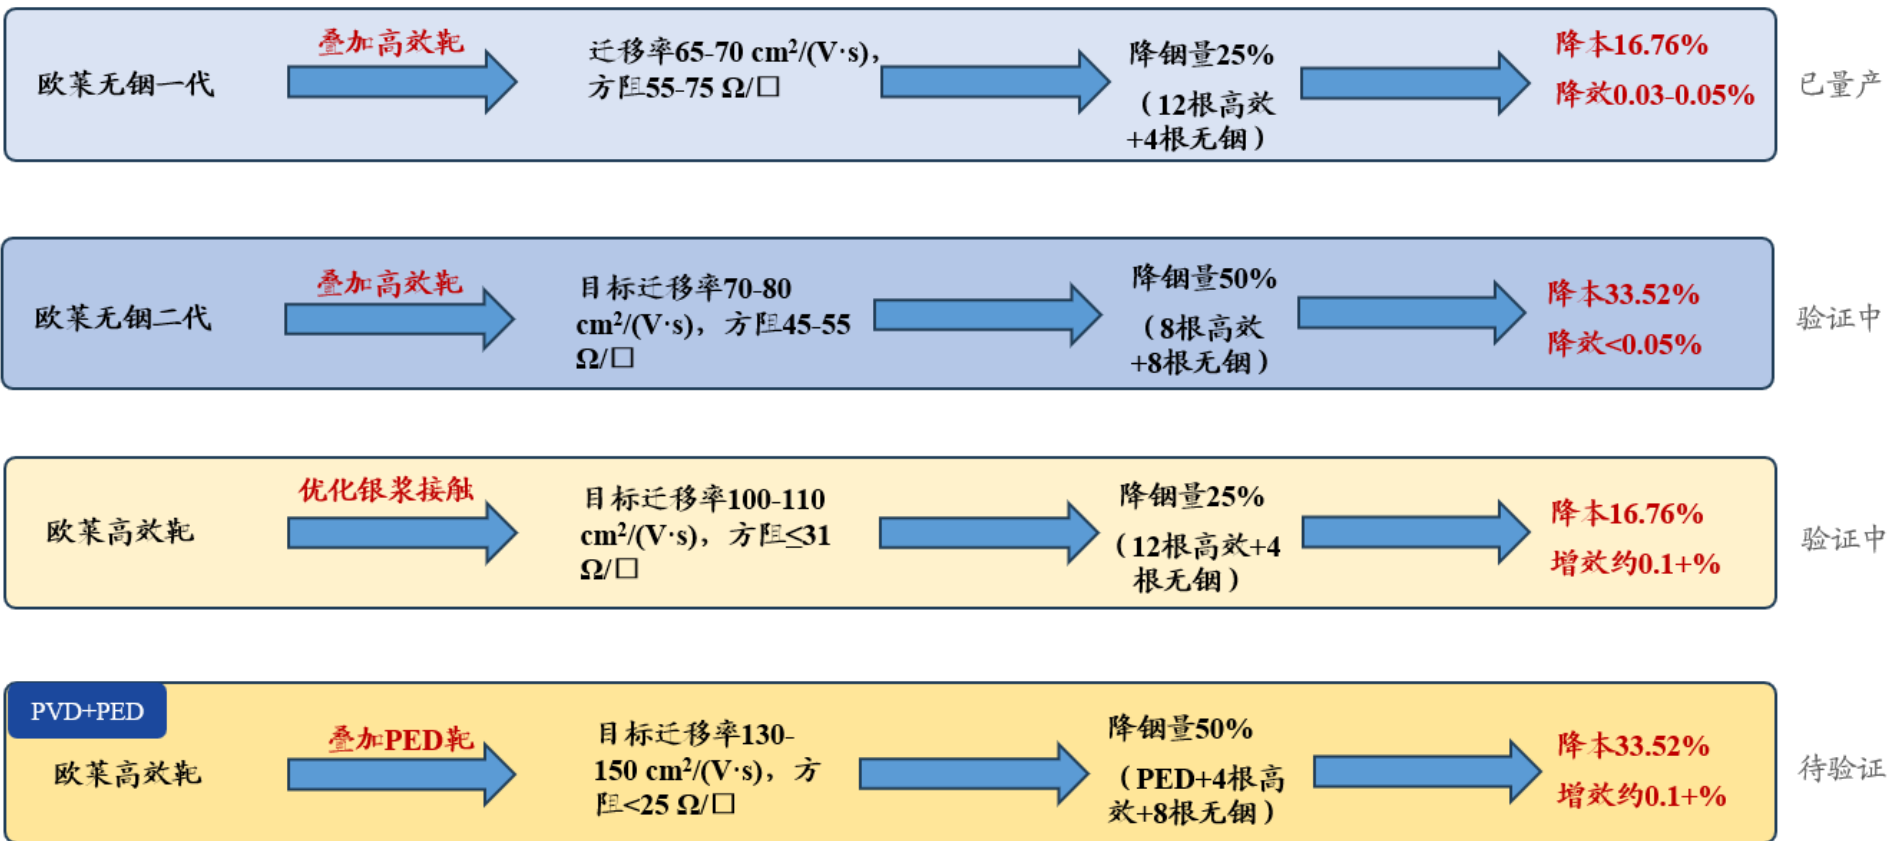 叠加高效靶
欧莱无铟一代
迁移率65-70 cm²/(V·s),
方阻55-75 Ω/□
降铟量25%
（12根高效
+4根无铟）
降本16.76%
降效0.03-0.05%
已量产
叠加高效靶
欧莱无铟二代
目标迁移率70-80
cm²/(V·s)，方阻45-55
Ω/□
降铟量50%
（8根高效
+8根无铟）
降本33.52%
降效<0.05%
验证中
优化银浆接触
欧莱高效靶
目标迁移率100-110
cm²/(V·s)，方阻≤31
Ω/□
降铟量25%
（12根高效+4
根无铟）
降本16.76%
增效约0.1+%
验证中
PVD+PED
叠加PED靶
欧莱高效靶
目标迁移率130-
150 cm²/(V·s)，方
阻<25 Ω/□
降铟量50%
（PED+4根高
效+8根无铟）
降本33.52%
增效约0.1+%
待验证